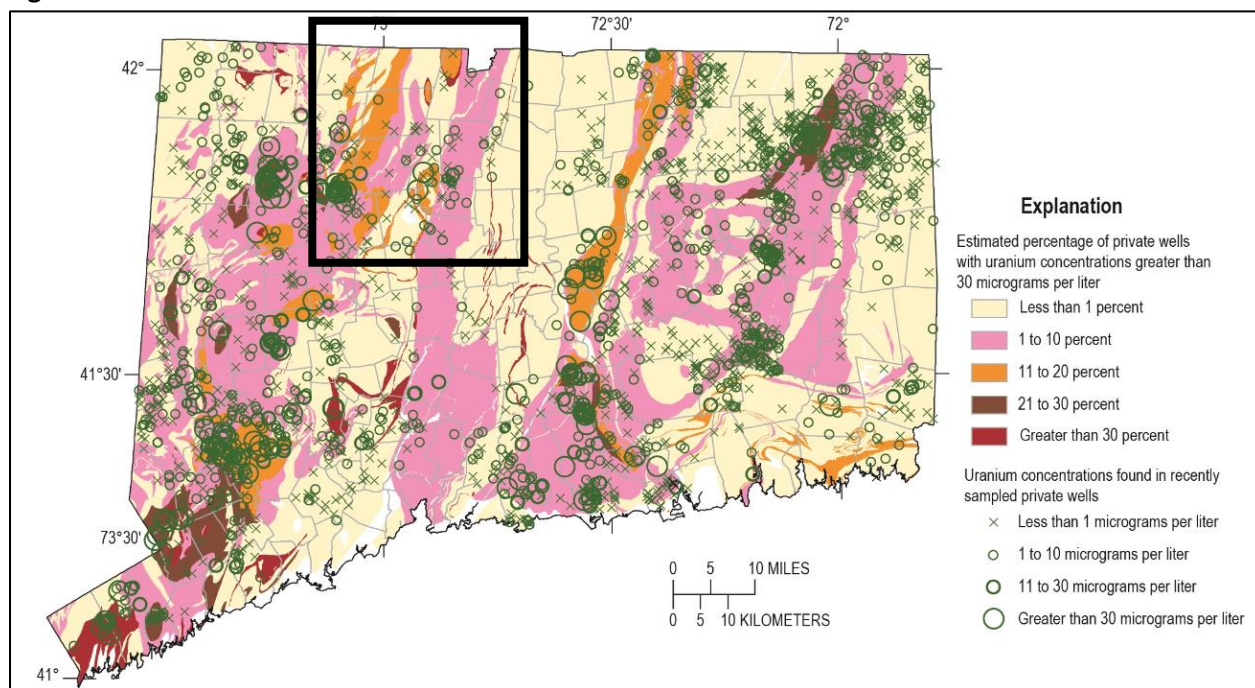 73°
72°30'
72°
42°
41°30'
73°30'
41°
0 5 10 MILES
0 5 10 KILOMETERS
Explanation
Estimated percentage of private wells
with uranium concentrations greater than
30 micrograms per liter
Less than 1 percent
1 to 10 percent
11 to 20 percent
21 to 30 percent
Greater than 30 percent
Uranium concentrations found in recently
sampled private wells
Less than 1 micrograms per liter
1 to 10 micrograms per liter
11 to 30 micrograms per liter
Greater than 30 micrograms per liter